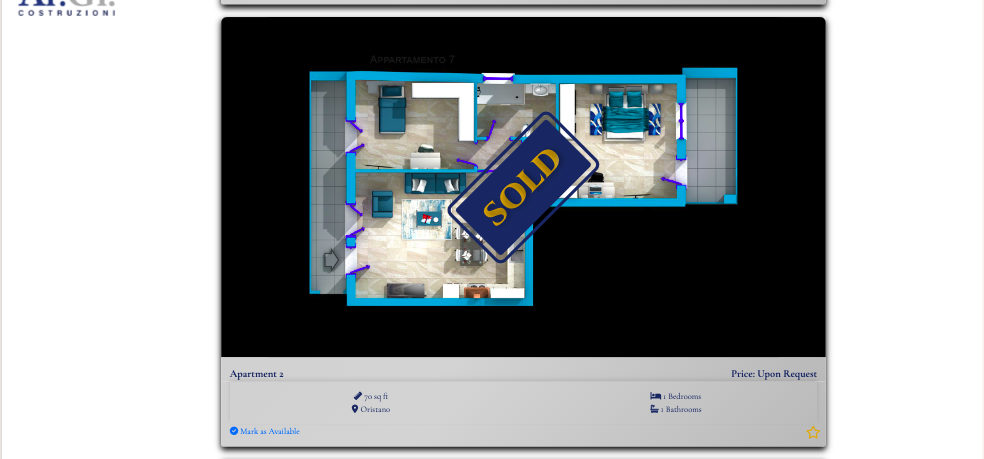 COSTRUZIONI
APPARTAMENTO 7
SOLD
Apartment 2
Price: Upon Request
70 sq ft
1 Bedrooms
Oristano
1 Bathrooms
Mark as Available